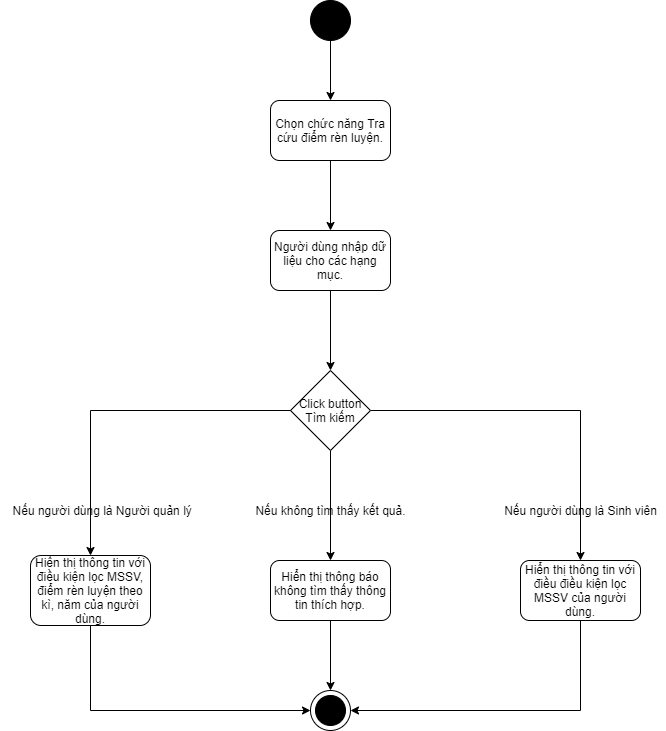 Chọn chức năng Tra
cứu điểm rèn luyện.
Người dùng nhập dữ
liệu cho các hạng
mục.
Click button
Tìm kiếm
Nếu người dùng là Người quản lý
Nếu không tìm thấy kết quả.
Nếu người dùng là Sinh viên
Hiển thị thông tin với
điều kiện lọc MSSV,
điểm rèn luyện theo
kì, năm của người
dùng.
Hiển thị thông báo
không tìm thấy thông
tin thích hợp.
Hiển thị thông tin với
điều điều kiện lọc
MSSV của người
dùng.